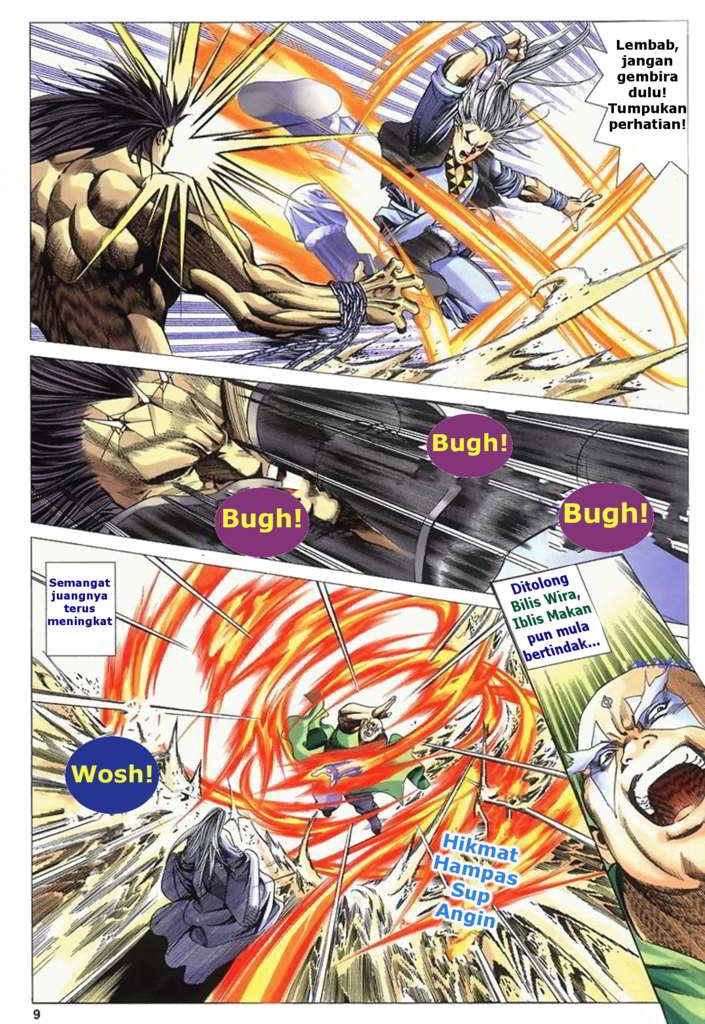 Lembab,
jangan
gembira
dulu!
Tumpukan
perhatian!
Bugh!
Bugh!
Bugh!
Semangat
juangnya
terus
meningkat
Ditolong
Bilis Wira,
Iblis Makan
pun mula
bertindak...
Wosh!
Hikmat
Hampas
Sup
Angin
9